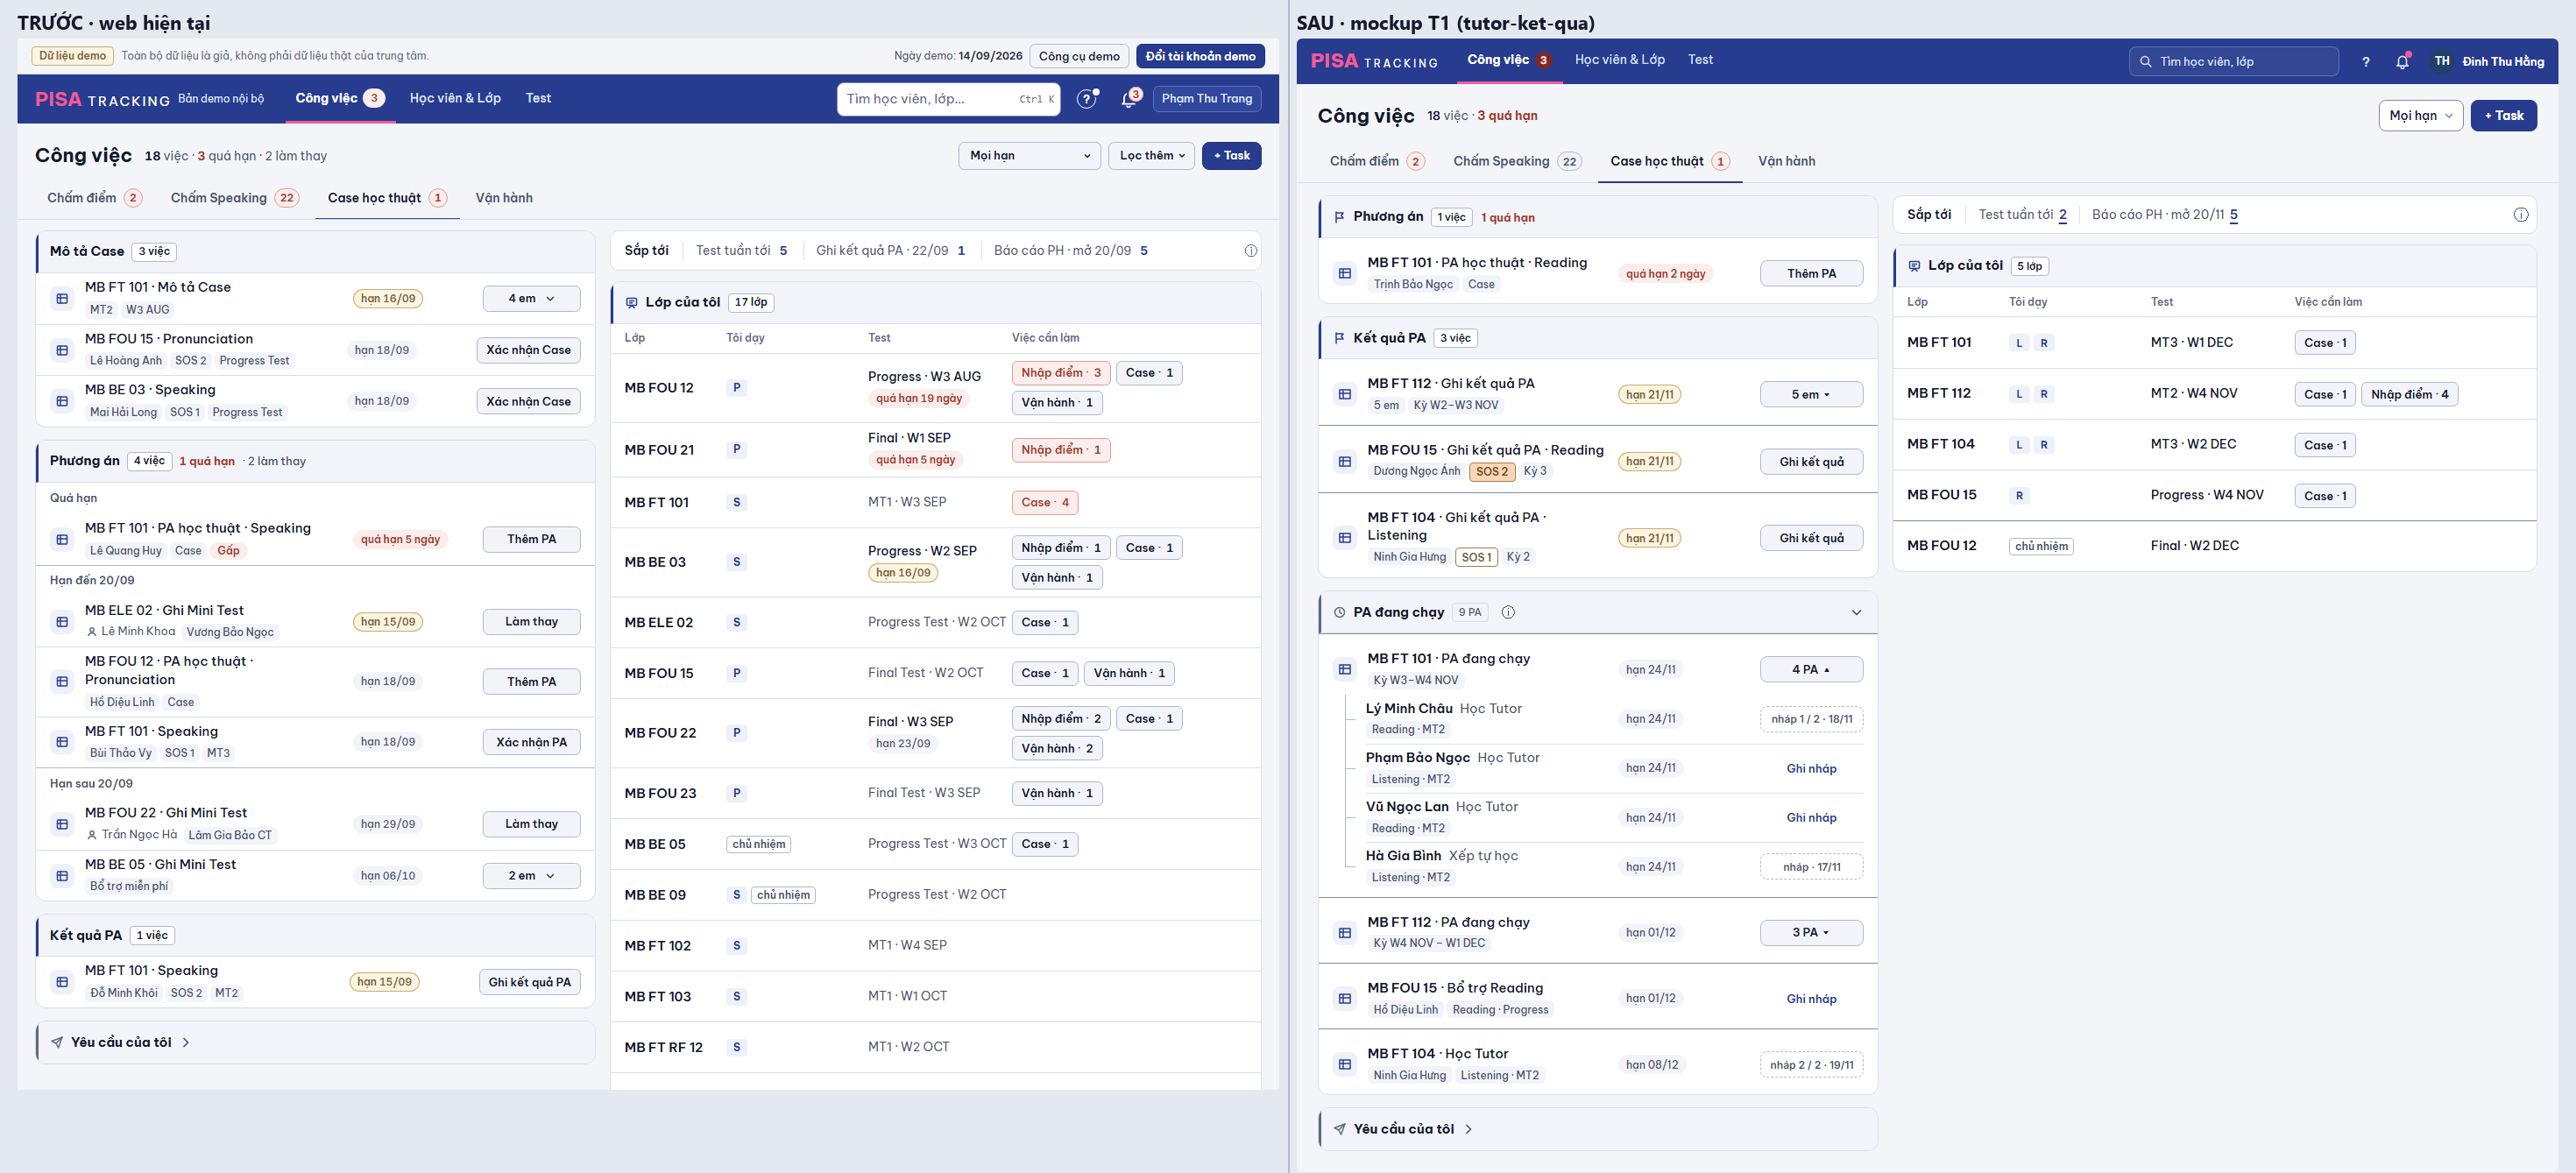 TRƯỚC · web hiện tại
Dữ liệu demo Toàn bộ dữ liệu là giả, không phải dữ liệu thật của trung tâm. Ngày demo: 14/09/2026 Công cụ demo Đổi tài khoản demo
PISA TRACKING Bản demo nội bộ Công việc 3 Học viên & Lớp Test Tìm học viên, lớp... Ctrl K ? 3 Phạm Thu Trang
Công việc 18 việc · 3 quá hạn · 2 làm thay Mọi hạn Lọc thêm + Task
Chấm điểm 2 Chấm Speaking 22 Case học thuật 1 Vận hành
Mô tả Case 3 việc
MB FT 101 · Mô tả Case
MT2 W3 AUG
hạn 16/09 4 em
MB FOU 15 · Pronunciation
Lê Hoàng Anh SOS 2 Progress Test
hạn 18/09 Xác nhận Case
MB BE 03 · Speaking
Mai Hải Long SOS 1 Progress Test
hạn 18/09 Xác nhận Case
Phương án 4 việc 1 quá hạn · 2 làm thay
Quá hạn
MB FT 101 · PA học thuật · Speaking
Lê Quang Huy Case Gấp
quá hạn 5 ngày Thêm PA
Hạn đến 20/09
MB ELE 02 · Ghi Mini Test
Lê Minh Khoa Vương Bảo Ngọc
hạn 15/09 Làm thay
MB FOU 12 · PA học thuật ·
Pronunciation
Hồ Diệu Linh Case
hạn 18/09 Thêm PA
MB FT 101 · Speaking
Bùi Thảo Vy SOS 1 MT3
hạn 18/09 Xác nhận PA
Hạn sau 20/09
MB FOU 22 · Ghi Mini Test
Trần Ngọc Hà Lâm Gia Bảo CT
hạn 29/09 Làm thay
MB BE 05 · Ghi Mini Test
Bổ trợ miễn phí
hạn 06/10 2 em
Kết quả PA 1 việc
MB FT 101 · Speaking
Đỗ Minh Khôi SOS 2 MT2
hạn 15/09 Ghi kết quả PA
Yêu cầu của tôi
Sắp tới Test tuần tới 5 Ghi kết quả PA · 22/09 1 Báo cáo PH · mở 20/09 5
Lớp của tôi 17 lớp
Lớp Tôi dạy Test Việc cần làm
MB FOU 12 P Progress · W3 AUG quá hạn 19 ngày Nhập điểm · 3 Case · 1 Vận hành · 1
MB FOU 21 P Final · W1 SEP quá hạn 5 ngày Nhập điểm · 1
MB FT 101 S MT1 · W3 SEP Case · 4
MB BE 03 S Progress · W2 SEP hạn 16/09 Nhập điểm · 1 Case · 1 Vận hành · 1
MB ELE 02 S Progress Test · W2 OCT Case · 1
MB FOU 15 P Final Test · W2 OCT Case · 1 Vận hành · 1
MB FOU 22 P Final · W3 SEP hạn 23/09 Nhập điểm · 2 Case · 1 Vận hành · 2
MB FOU 23 P Final Test · W3 SEP Vận hành · 1
MB BE 05 chủ nhiệm Progress Test · W3 OCT Case · 1
MB BE 09 S chủ nhiệm Progress Test · W2 OCT
MB FT 102 S MT1 · W4 SEP
MB FT 103 S MT1 · W1 OCT
MB FT RF 12 S MT1 · W2 OCT
SAU · mockup T1 (tutor-ket-qua)
PISA TRACKING Công việc 3 Học viên & Lớp Test Tìm học viên, lớp ? TH Đinh Thu Hằng
Công việc 18 việc · 3 quá hạn Mọi hạn + Task
Chấm điểm 2 Chấm Speaking 22 Case học thuật 1 Vận hành
Phương án 1 việc 1 quá hạn
MB FT 101 · PA học thuật · Reading
Trịnh Bảo Ngọc Case
quá hạn 2 ngày Thêm PA
Kết quả PA 3 việc
MB FT 112 · Ghi kết quả PA
5 em Kỳ W2–W3 NOV
hạn 21/11 5 em
MB FOU 15 · Ghi kết quả PA · Reading
Dương Ngọc Ánh SOS 2 Kỳ 3
hạn 21/11 Ghi kết quả
MB FT 104 · Ghi kết quả PA ·
Listening
Ninh Gia Hưng SOS 1 Kỳ 2
hạn 21/11 Ghi kết quả
PA đang chạy 9 PA
MB FT 101 · PA đang chạy
Kỳ W3–W4 NOV
hạn 24/11 4 PA
Lý Minh Châu Học Tutor
Reading · MT2
hạn 24/11 nháp 1 / 2 · 18/11
Phạm Bảo Ngọc Học Tutor
Listening · MT2
hạn 24/11 Ghi nháp
Vũ Ngọc Lan Học Tutor
Reading · MT2
hạn 24/11 Ghi nháp
Hà Gia Bình Xếp tự học
Listening · MT2
hạn 24/11 nháp · 17/11
MB FT 112 · PA đang chạy
Kỳ W4 NOV – W1 DEC
hạn 01/12 3 PA
MB FOU 15 · Bổ trợ Reading
Hồ Diệu Linh Reading · Progress
hạn 01/12 Ghi nháp
MB FT 104 · Học Tutor
Ninh Gia Hưng Listening · MT2
hạn 08/12 nháp 2 / 2 · 19/11
Yêu cầu của tôi
Sắp tới Test tuần tới 2 Báo cáo PH · mở 20/11 5
Lớp của tôi 5 lớp
Lớp Tôi dạy Test Việc cần làm
MB FT 101 L R MT3 · W1 DEC Case · 1
MB FT 112 L R MT2 · W4 NOV Case · 1 Nhập điểm · 4
MB FT 104 L R MT3 · W2 DEC Case · 1
MB FOU 15 R Progress · W4 NOV Case · 1
MB FOU 12 chủ nhiệm Final · W2 DEC